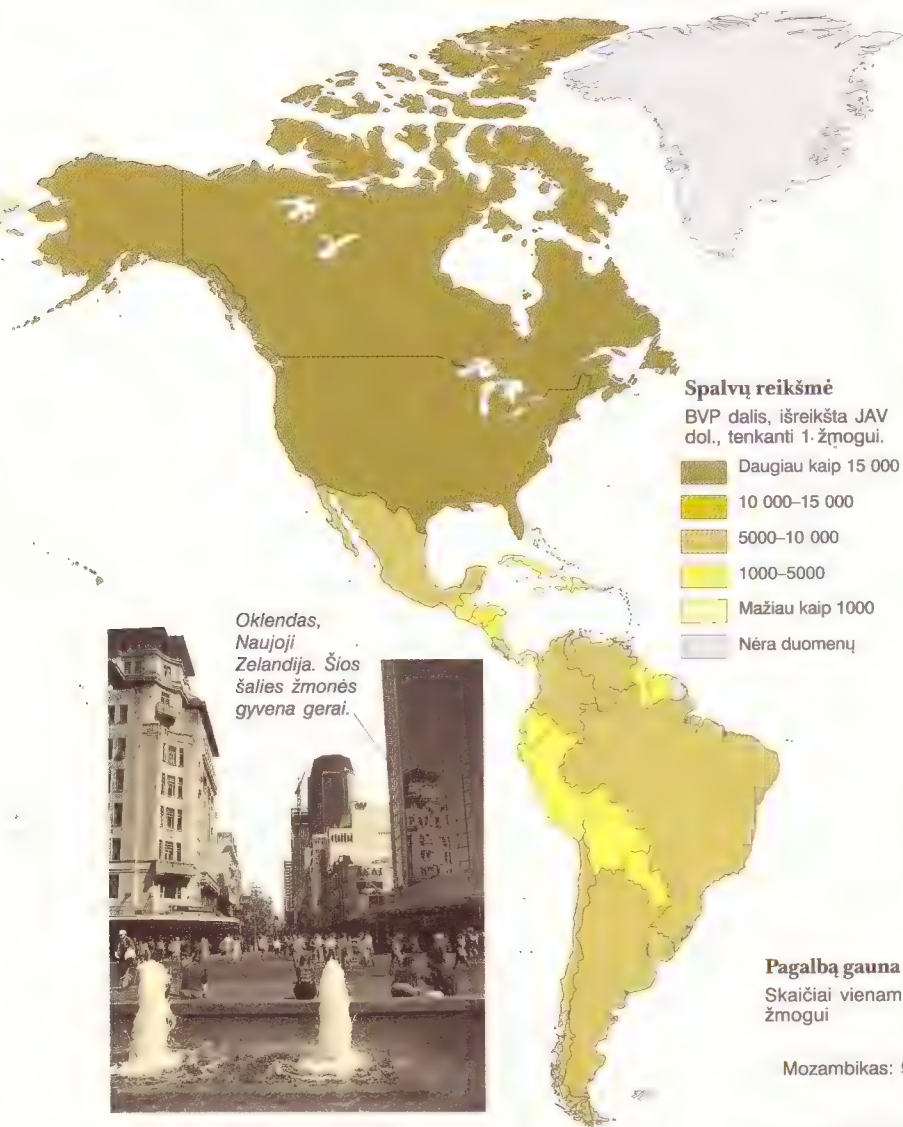 Spalvų reikšmė
BVP dalis, išreikšta JAV
dol., tenkanti 1 žmogui.
Daugiau kaip 15 000
10 000–15 000
5000–10 000
1000–5000
Mažiau kaip 1000
Nėra duomenų
Oklendas,
Naujoji
Zelandija. Šios
šalies žmonės
gyvena gerai.
Pagalbą gauna
Skaičiai vienam
žmogui
Mozambikas: